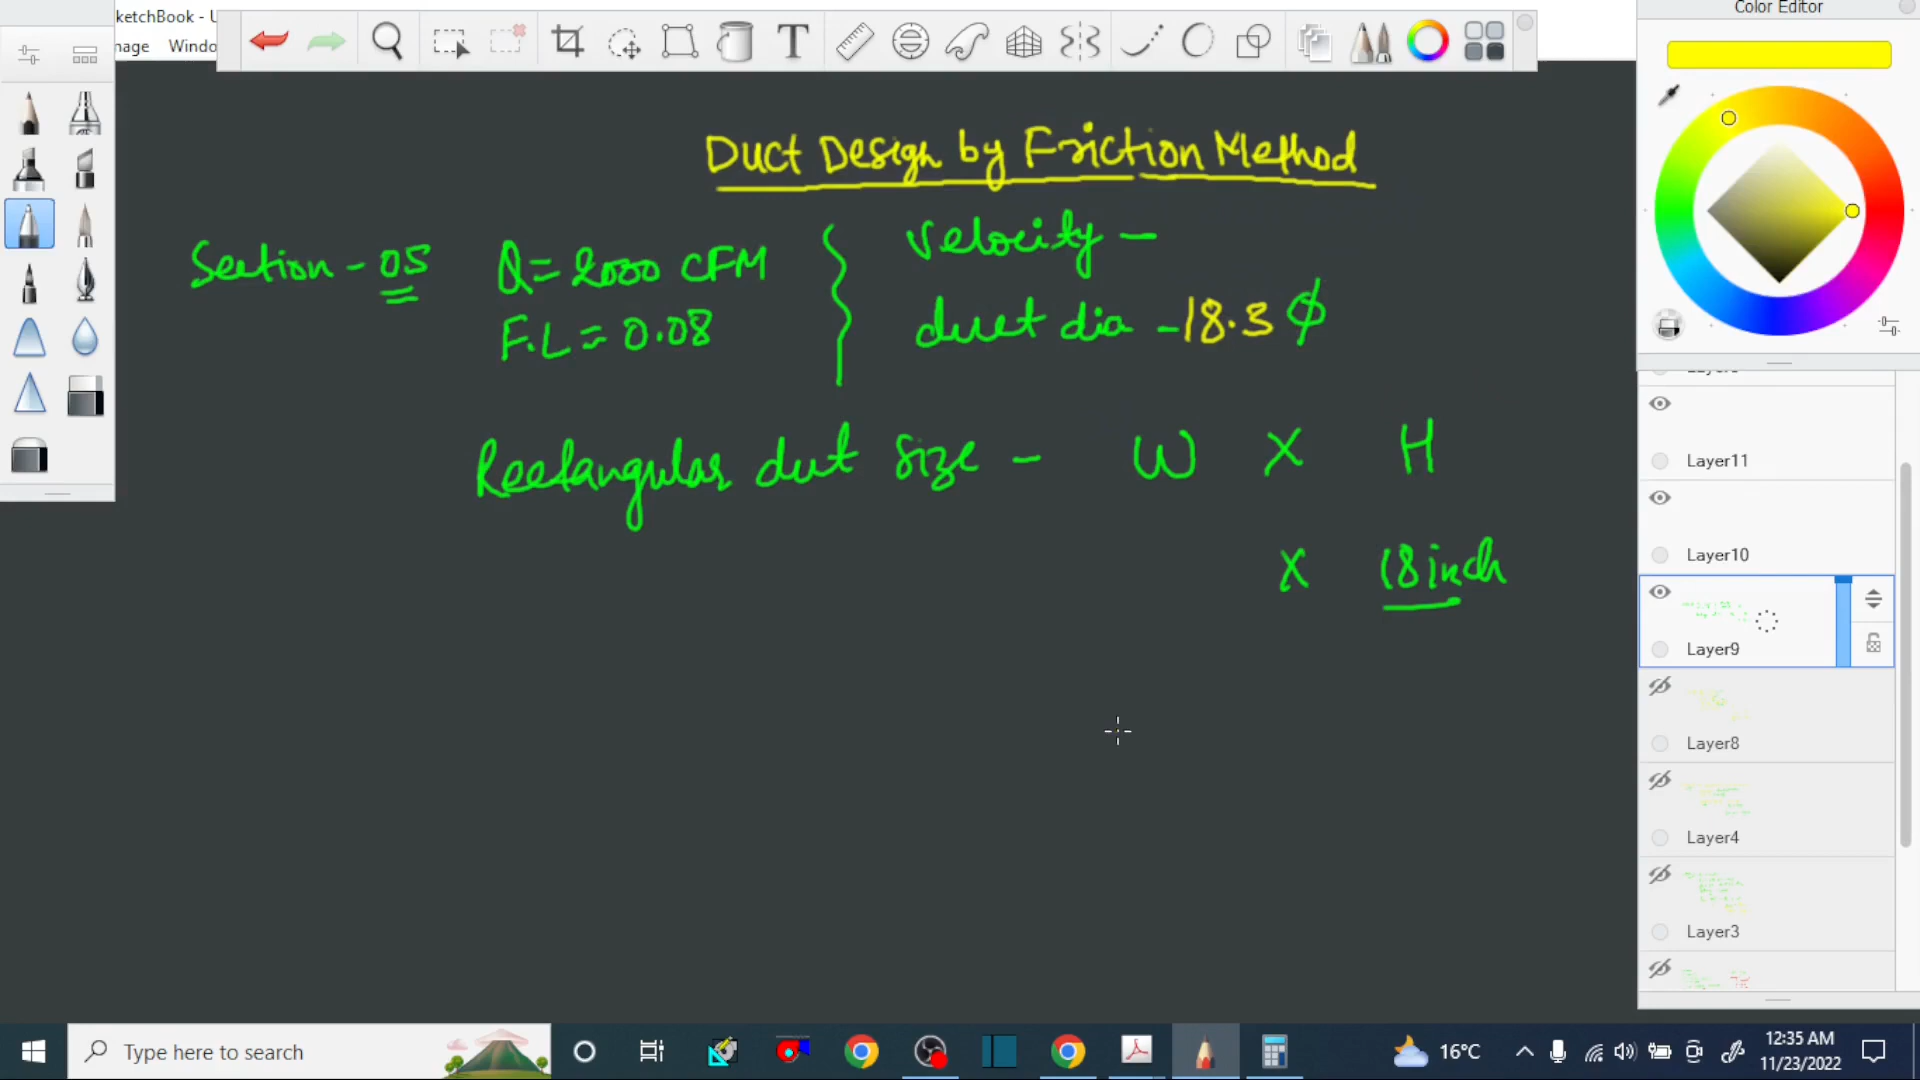 ketchBook - U
mage Windo
Color Editor
Duct Design by Friction Method
Section - 05 Q = 2000 CFM
F.L = 0.08
velocity -
duct dia - 18.3 φ
Rectangular dut size - W X H
X 18 inch
Layer11
Layer10
Layer9
Layer8
Layer4
Layer3
Type here to search
16°C
12:35 AM
11/23/2022